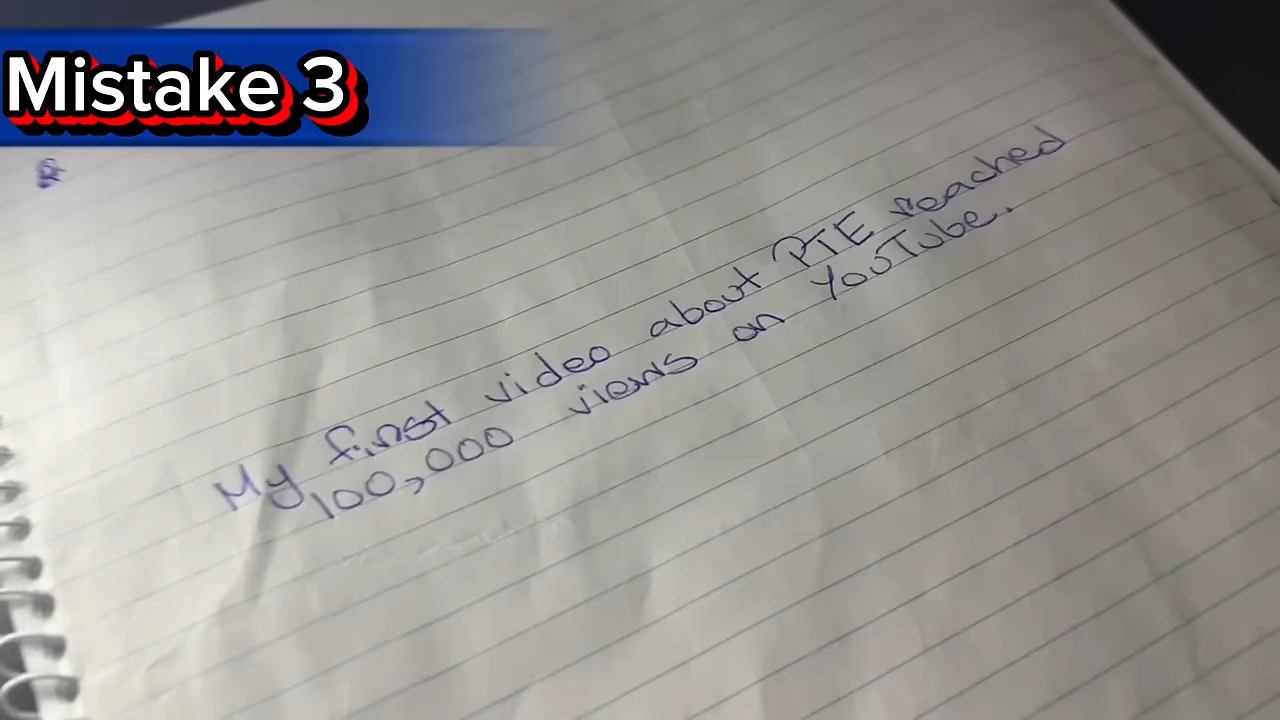 Mistake 3
My first video about PTE reached
100,000 views on YouTube.